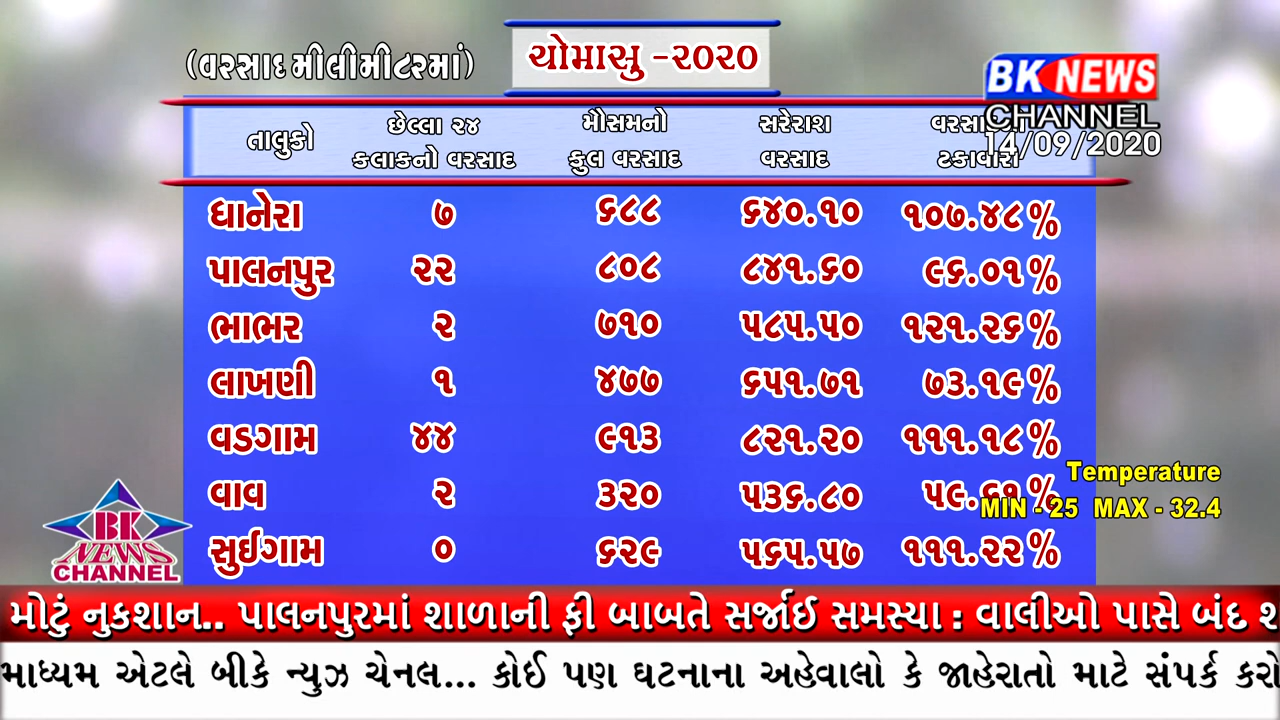 (વરસાદ મીલીમીટરમાં)
ચોમાસુ -૨૦૨૦
BK NEWS
CHANNEL
14/09/2020
તાલુકો છેલ્લા ૨૪ કલાકનો વરસાદ મૌસમનો કુલ વરસાદ સરેરાશ વરસાદ ટકાવારી
ધાનેરા ૭ ૬૮૮ ૬૪૦.૧૦ ૧૦૭.૪૮%
પાલનપુર ૨૨ ૮૦૮ ૮૪૧.૬૦ ૯૬.૦૧%
ભાભર ૨ ૭૧૦ ૫૮૫.૫૦ ૧૨૧.૨૬%
લાખણી ૧ ૪૭૭ ૬૫૧.૭૧ ૭૩.૧૯%
વડગામ ૪૪ ૯૧૩ ૮૨૧.૨૦ ૧૧૧.૧૮%
વાવ ૨ ૩૨૦ ૫૩૬.૮૦ ૫૯.૬૧%
સુઈગામ ૦ ૬૨૯ ૫૬૫.૫૭ ૧૧૧.૨૨%
Temperature
MIN - 25 MAX - 32.4
BK
NEWS
CHANNEL
મોટું નુકશાન.. પાલનપુરમાં શાળાની ફી બાબતે સર્જાઈ સમસ્યા : વાલીઓ પાસે બંદ શ
માધ્યમ એટલે બીકે ન્યુઝ ચેનલ... કોઈ પણ ઘટનાના અહેવાલો કે જાહેરાતો માટે સંપર્ક કરો